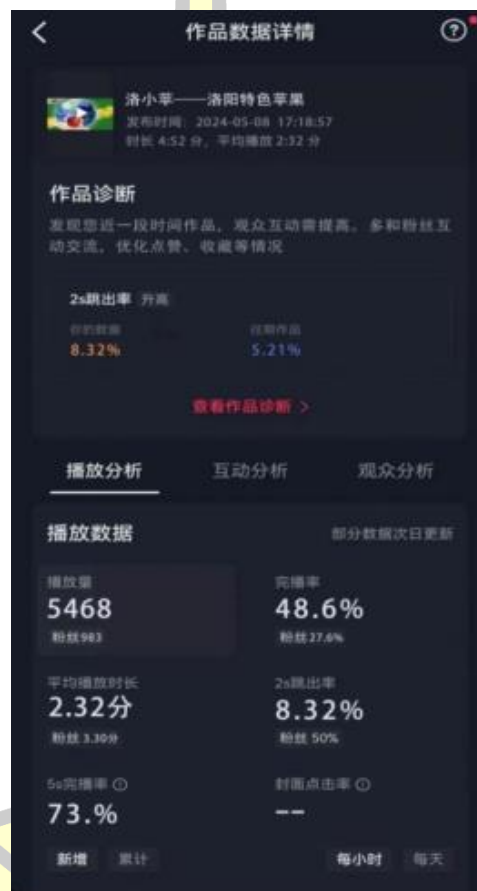 作品数据详情
洛小苹——洛阳特色苹果
发布时间：2024-05-08 17:18:57
时长 4:52 分，平均播放 2:32 分
作品诊断
发现您近一段时间作品，观众互动需提高。多和粉丝互
动交流，优化点赞、收藏等情况
2s跳出率 升高
你的数据 往期作品
8.32% 5.21%
查看作品诊断 >
播放分析 互动分析 观众分析
播放数据 部分数据次日更新
播放量 完播率
5468 48.6%
粉丝983 粉丝27.6%
平均播放时长 2s跳出率
2.32分 8.32%
粉丝 3.30分 粉丝 50%
5s完播率 封面点击率
73.% --
新增 累计 每小时 每天